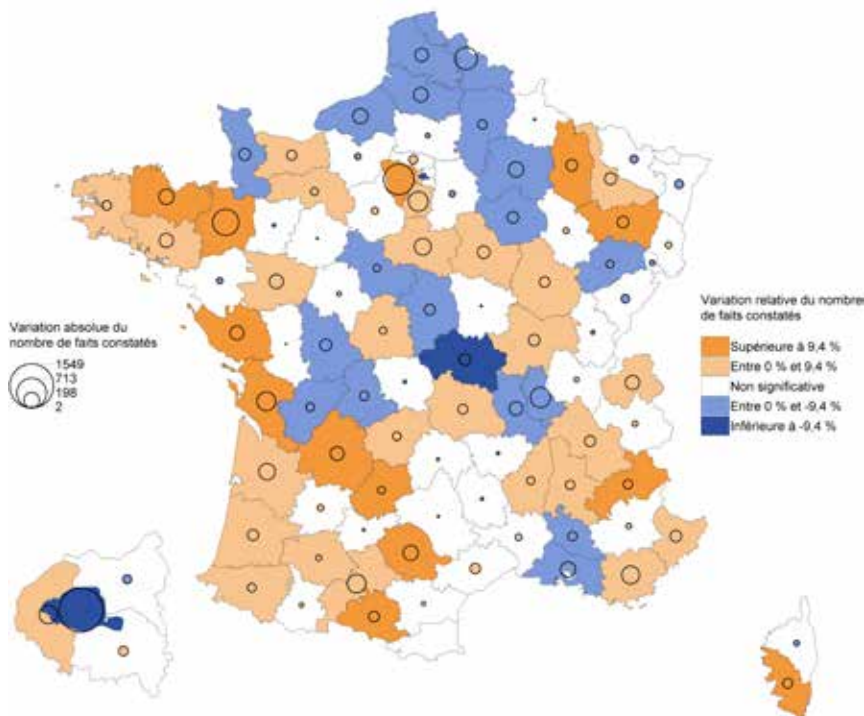 Variation absolue du
nombre de faits constatés
1549
713
198
2
Variation relative du nombre
de faits constatés
Supérieure à 9,4 %
Entre 0 % et 9,4 %
Non significative
Entre 0 % et -9,4 %
Inférieure à -9,4 %